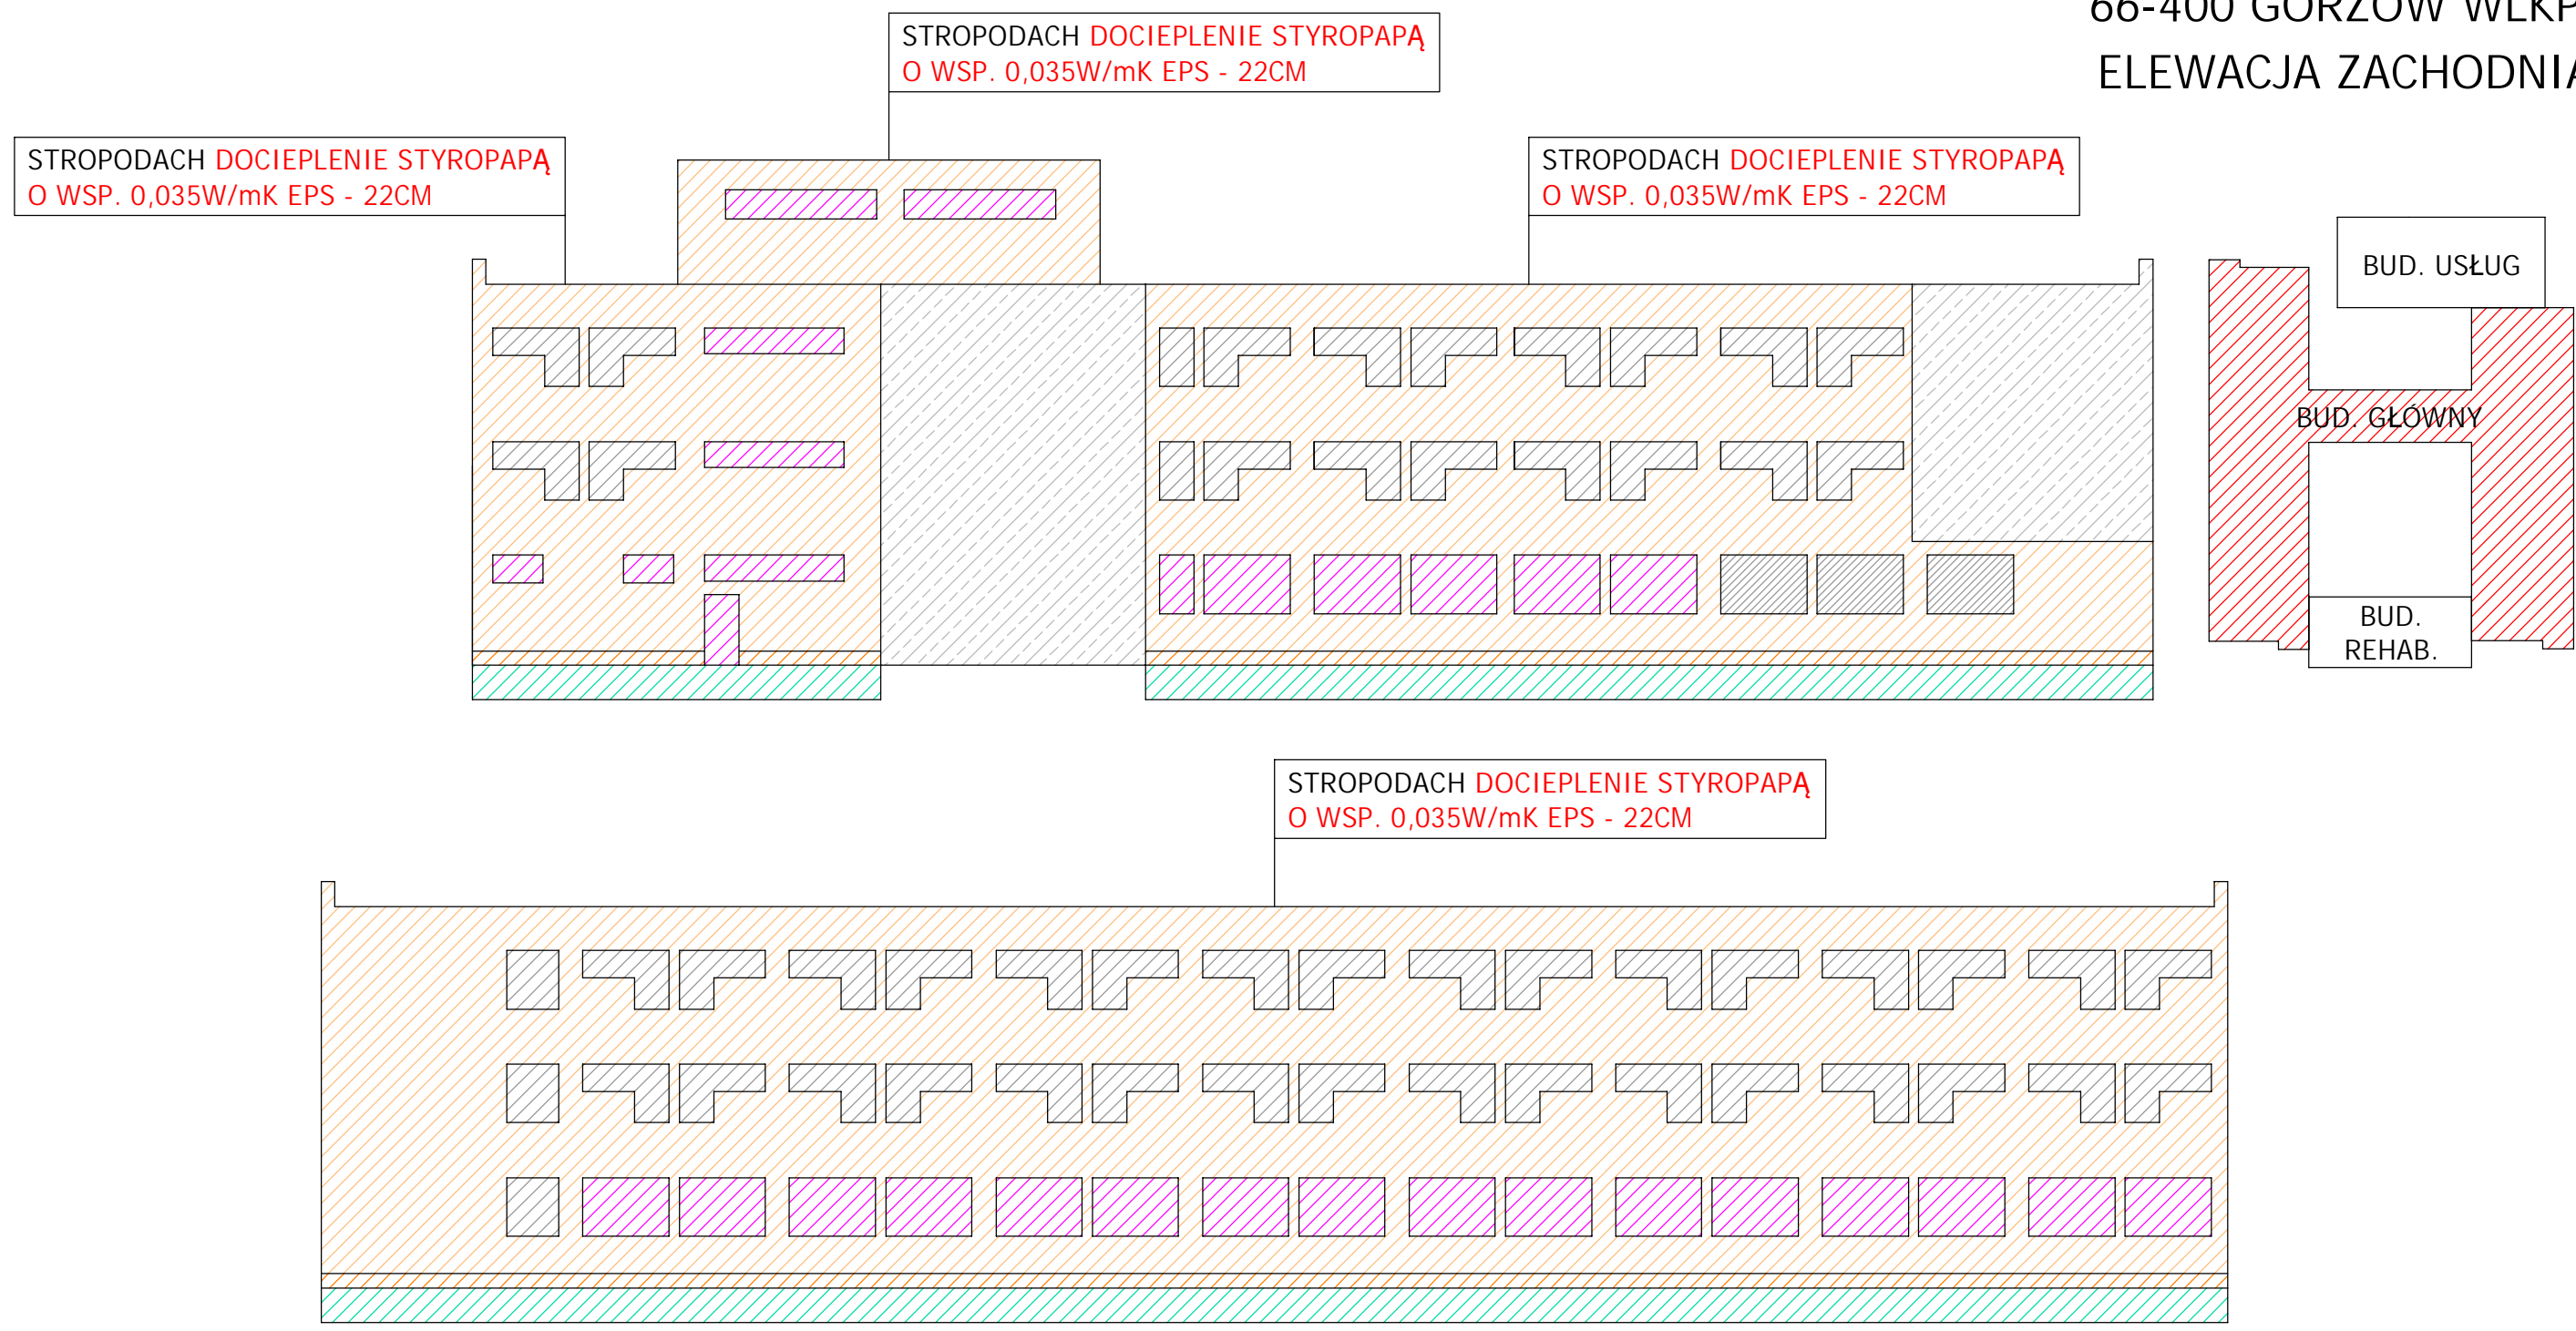 66-400 GORZÓW WLKP
ELEWACJA ZACHODNIA
STROPODACH DOCIEPLENIE STYROPAPĄ
O WSP. 0,035W/mK EPS - 22CM
STROPODACH DOCIEPLENIE STYROPAPĄ
O WSP. 0,035W/mK EPS - 22CM
STROPODACH DOCIEPLENIE STYROPAPĄ
O WSP. 0,035W/mK EPS - 22CM
BUD. USŁUG
BUD. GŁÓWNY
BUD.
REHAB.
STROPODACH DOCIEPLENIE STYROPAPĄ
O WSP. 0,035W/mK EPS - 22CM